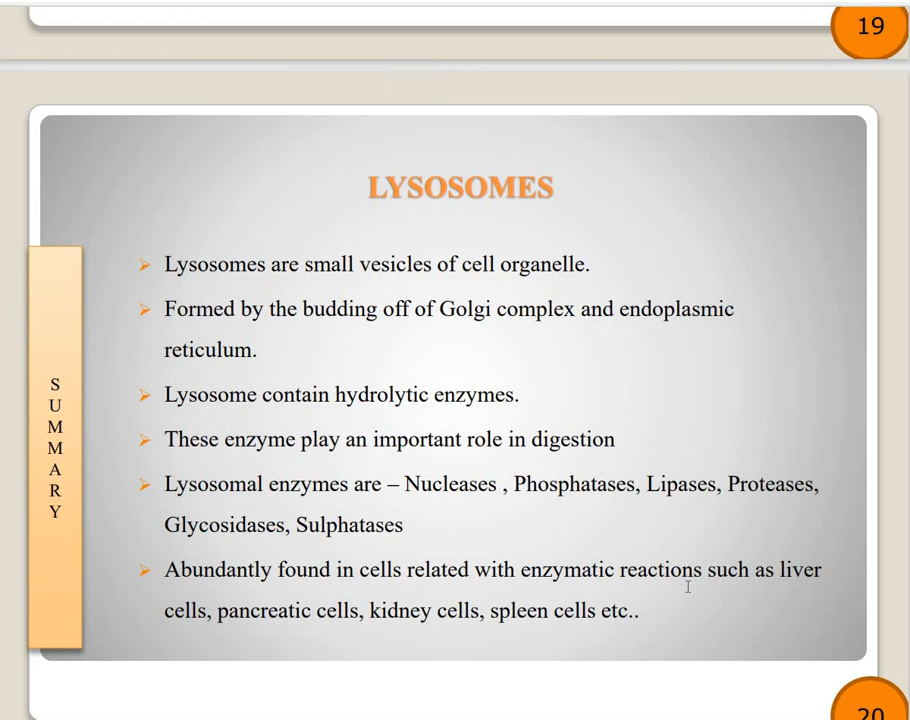 19
LYSOSOMES
Lysosomes are small vesicles of cell organelle.
Formed by the budding off of Golgi complex and endoplasmic
reticulum.
Lysosome contain hydrolytic enzymes.
These enzyme play an important role in digestion
Lysosomal enzymes are – Nucleases , Phosphatases, Lipases, Proteases,
Glycosidases, Sulphatases
Abundantly found in cells related with enzymatic reactions such as liver
cells, pancreatic cells, kidney cells, spleen cells etc..
S
U
M
M
A
R
Y
20